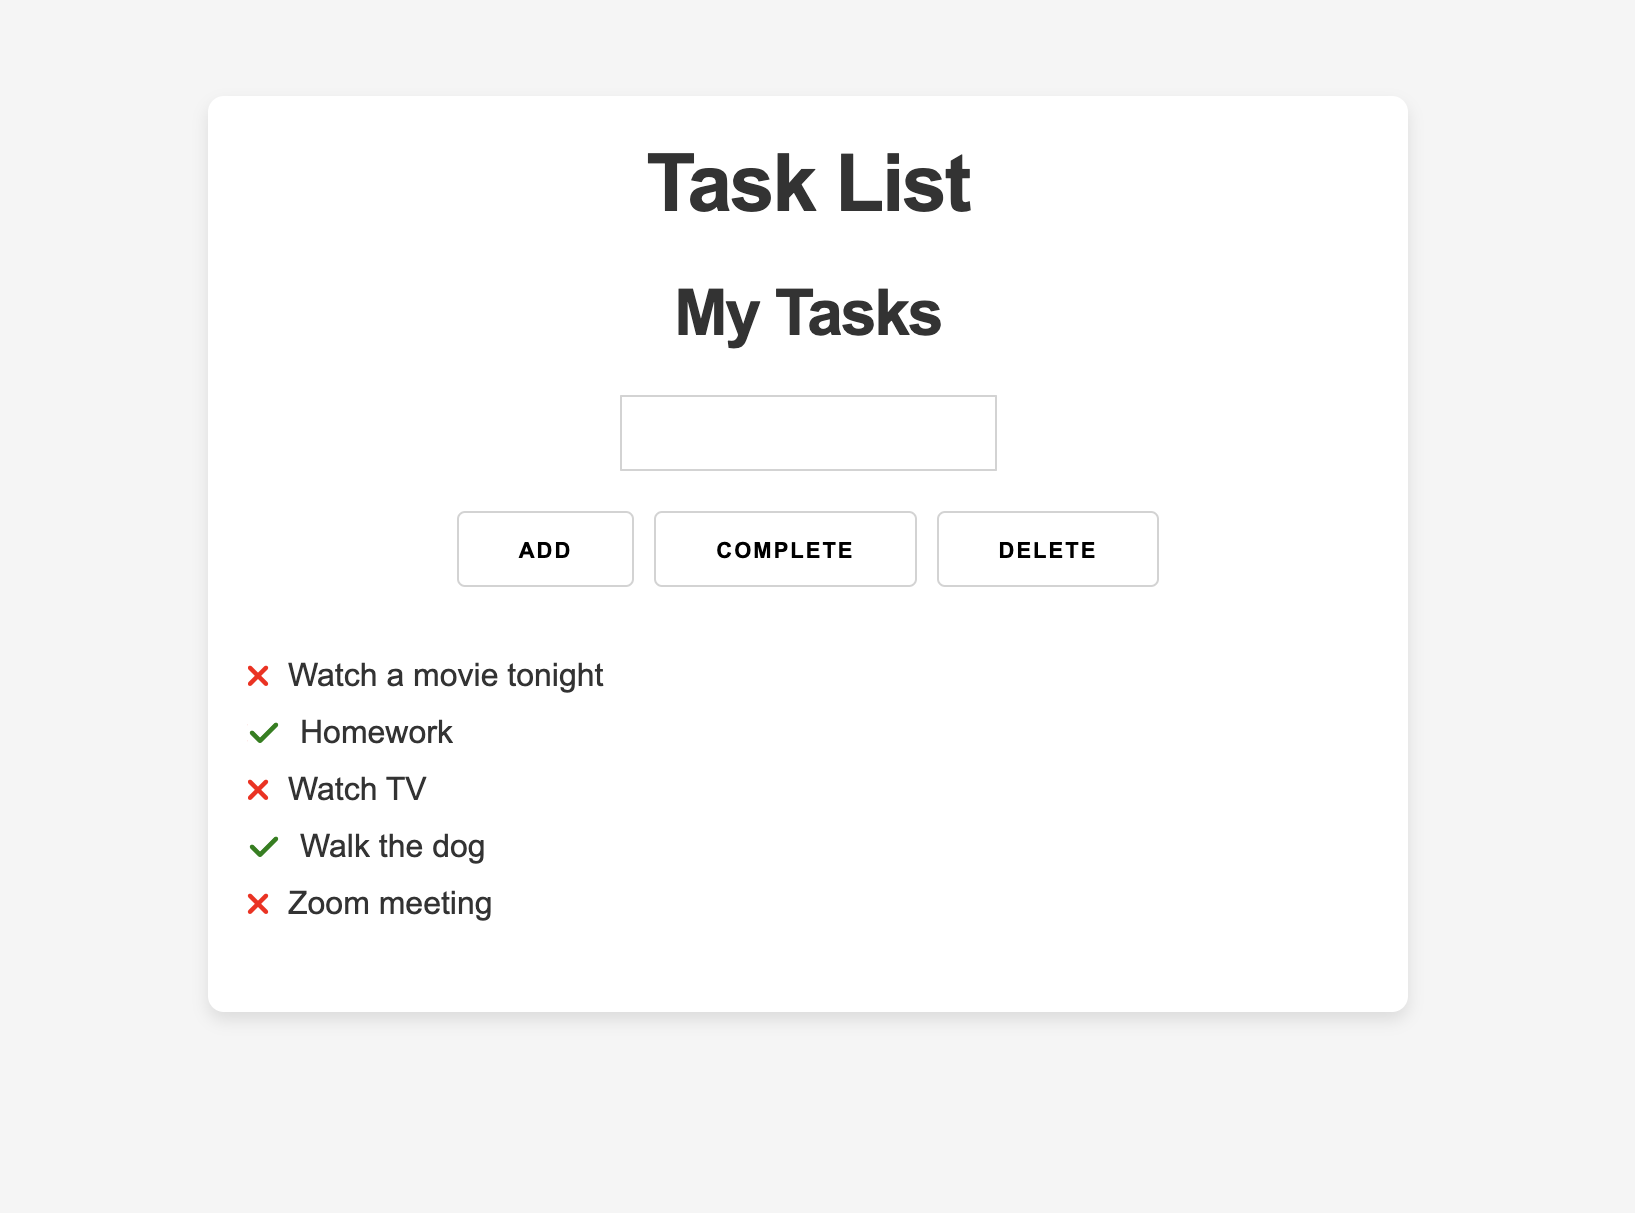 Task List
My Tasks
ADD COMPLETE DELETE
Watch a movie tonight
Homework
Watch TV
Walk the dog
Zoom meeting